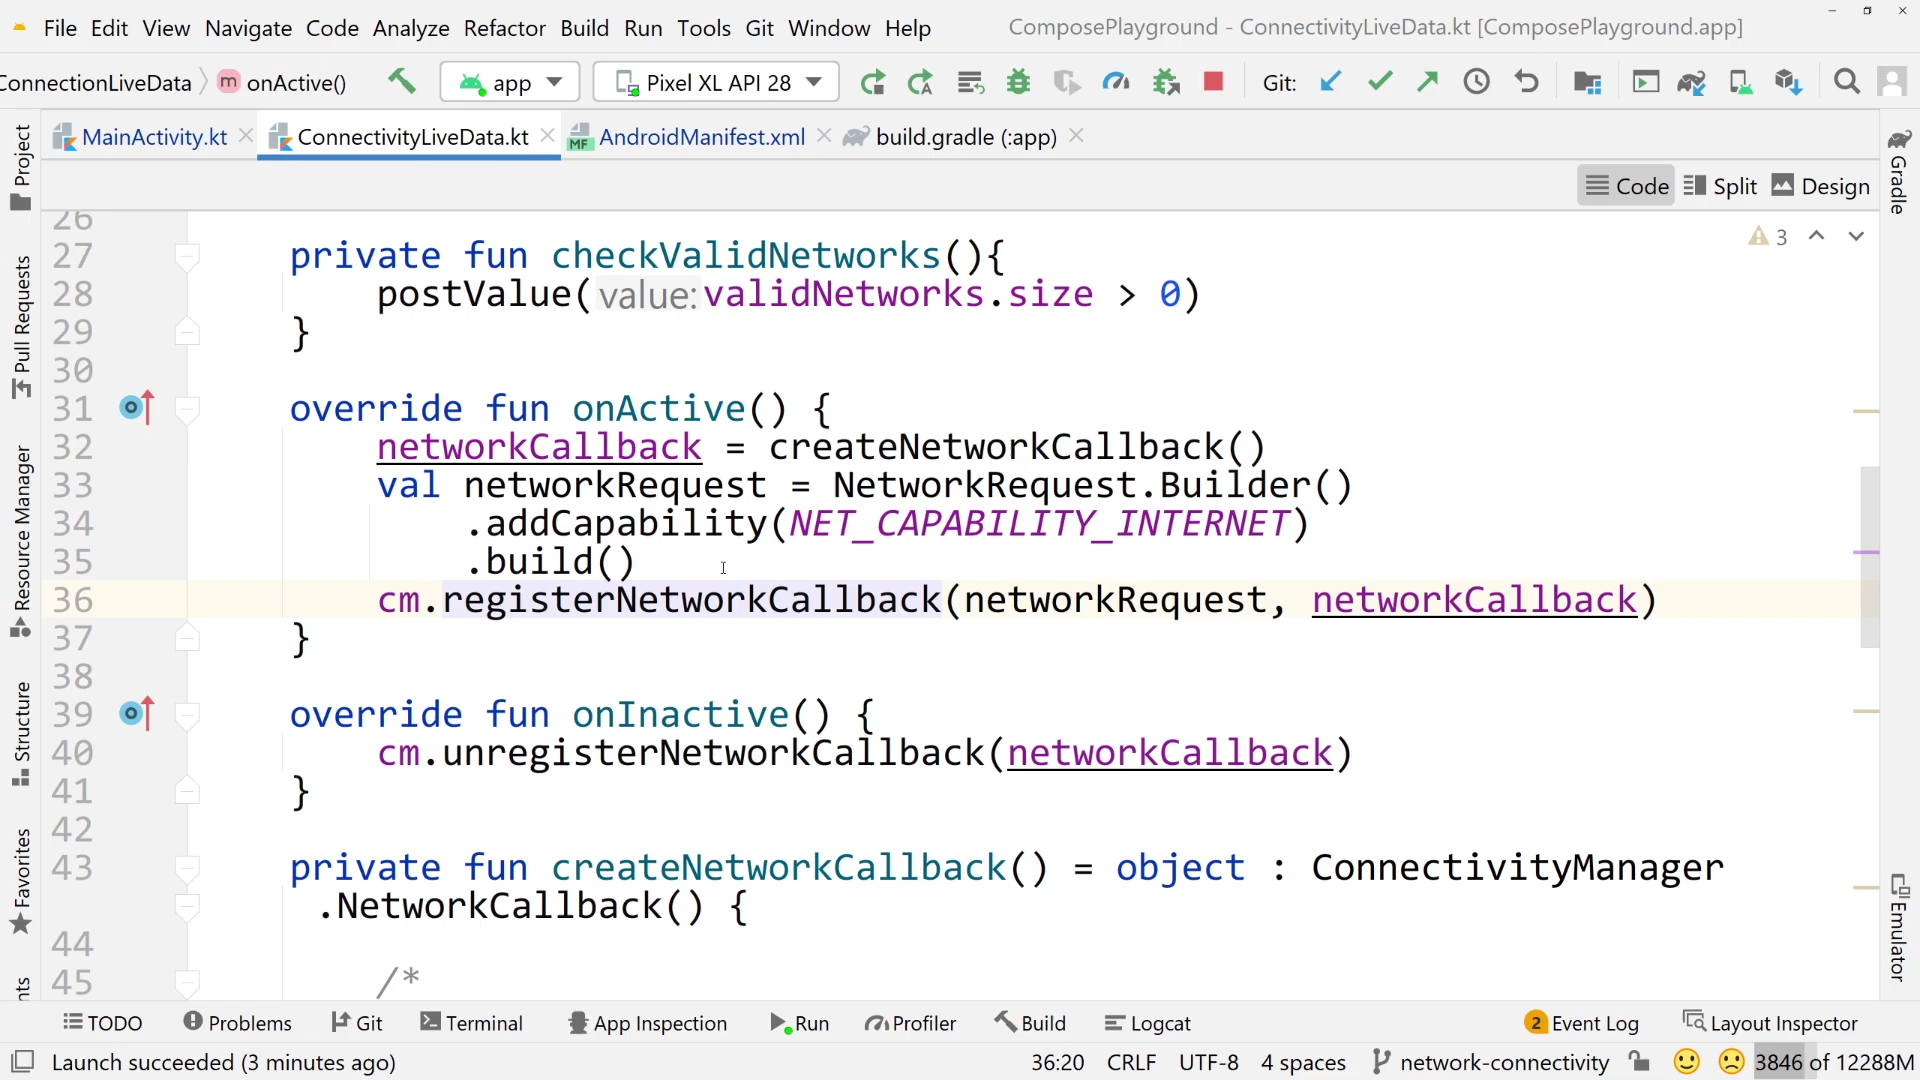 File Edit View Navigate Code Analyze Refactor Build Run Tools Git Window Help ComposePlayground - ConnectivityLiveData.kt [ComposePlayground.app]
ConnectionLiveData m onActive() app Pixel XL API 28 Git:
MainActivity.kt ConnectivityLiveData.kt MF AndroidManifest.xml build.gradle (:app)
Code Split Design
Project
Pull Requests
Resource Manager
Structure
Favorites
nts
Gradle
Emulator
3
26
27 private fun checkValidNetworks(){
28 postValue( value: validNetworks.size > 0)
29 }
30
31 override fun onActive() {
32 networkCallback = createNetworkCallback()
33 val networkRequest = NetworkRequest.Builder()
34 .addCapability(NET_CAPABILITY_INTERNET)
35 .build()
36 cm.registerNetworkCallback(networkRequest, networkCallback)
37 }
38
39 override fun onInactive() {
40 cm.unregisterNetworkCallback(networkCallback)
41 }
42
43 private fun createNetworkCallback() = object : ConnectivityManager
.NetworkCallback() {
44
45 /*
TODO Problems Git Terminal App Inspection Run Profiler Build Logcat 2 Event Log Layout Inspector
Launch succeeded (3 minutes ago) 36:20 CRLF UTF-8 4 spaces network-connectivity 3846 of 12288M